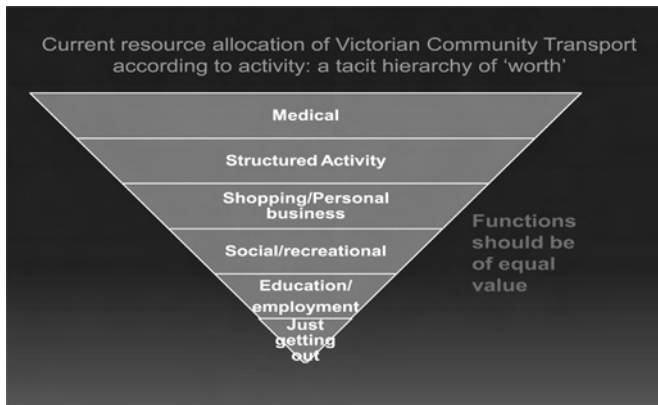 Current resource allocation of Victorian Community Transport
according to activity: a tacit hierarchy of ‘worth’
Medical
Structured Activity
Shopping/Personal
business
Social/recreational
Education/
employment
Just
getting
out
Functions
should be
of equal
value